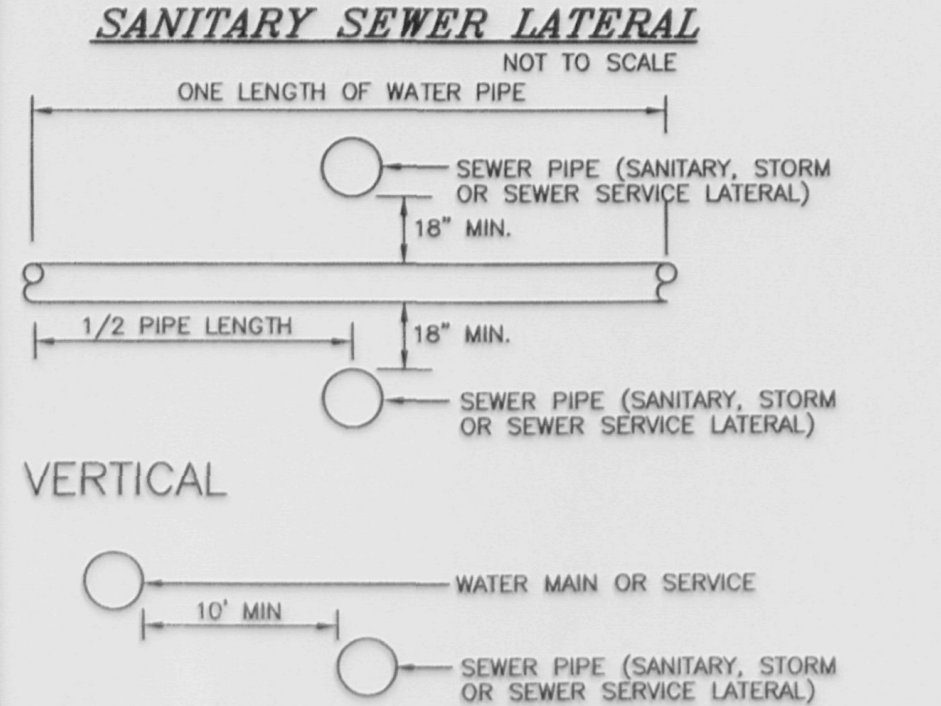 SANITARY SEWER LATERAL
NOT TO SCALE
ONE LENGTH OF WATER PIPE
SEWER PIPE (SANITARY, STORM
OR SEWER SERVICE LATERAL)
18" MIN.
1/2 PIPE LENGTH
18" MIN.
SEWER PIPE (SANITARY, STORM
OR SEWER SERVICE LATERAL)
VERTICAL
WATER MAIN OR SERVICE
10' MIN
SEWER PIPE (SANITARY, STORM
OR SEWER SERVICE LATERAL)